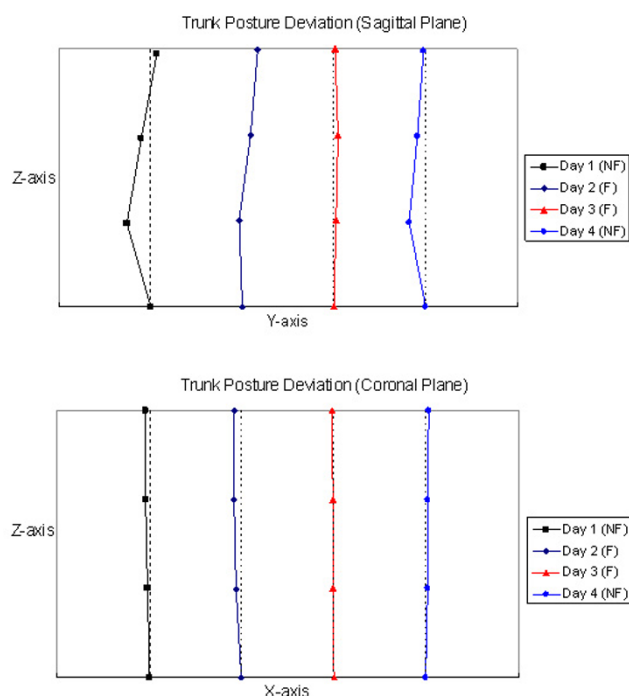 Trunk Posture Deviation (Sagittal Plane)
Z-axis
Day 1 (NF)
Day 2 (F)
Day 3 (F)
Day 4 (NF)
Y-axis
Trunk Posture Deviation (Coronal Plane)
Z-axis
Day 1 (NF)
Day 2 (F)
Day 3 (F)
Day 4 (NF)
X-axis